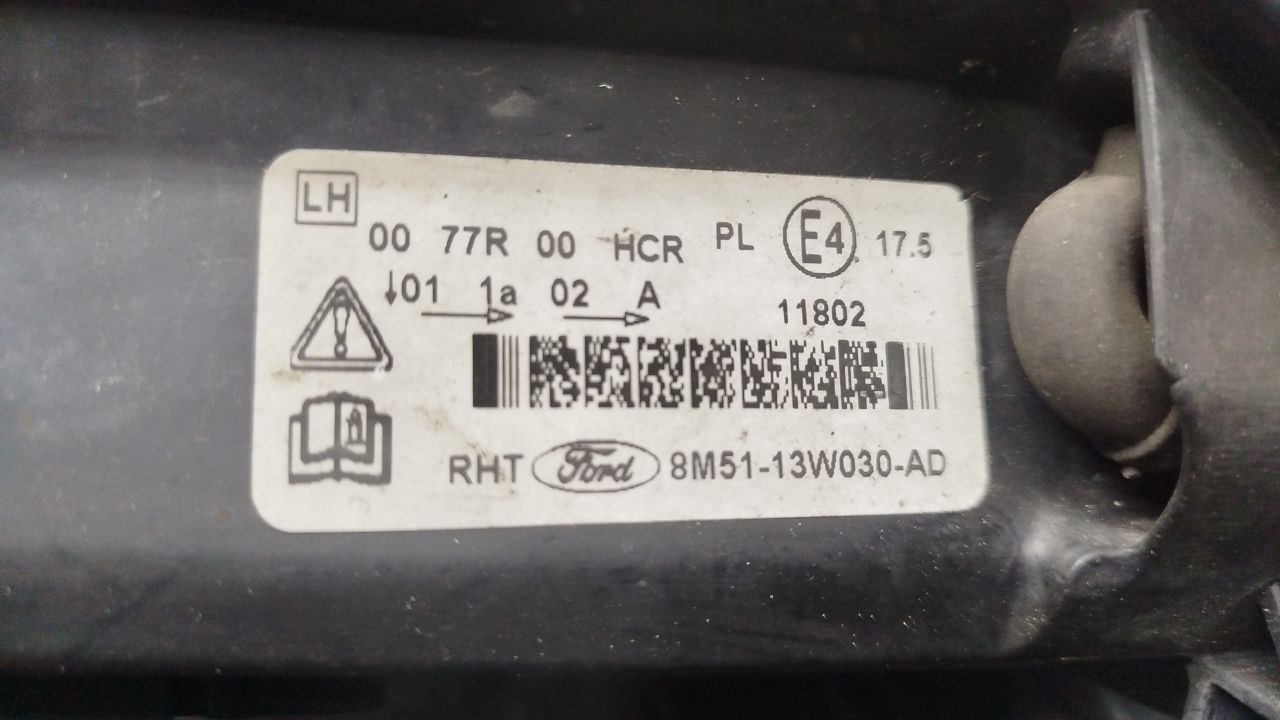 LH
00 77R 00 HCR PL E4 17.5
↓01 1a 02 A
11802
RHT Ford 8M51-13W030-AD